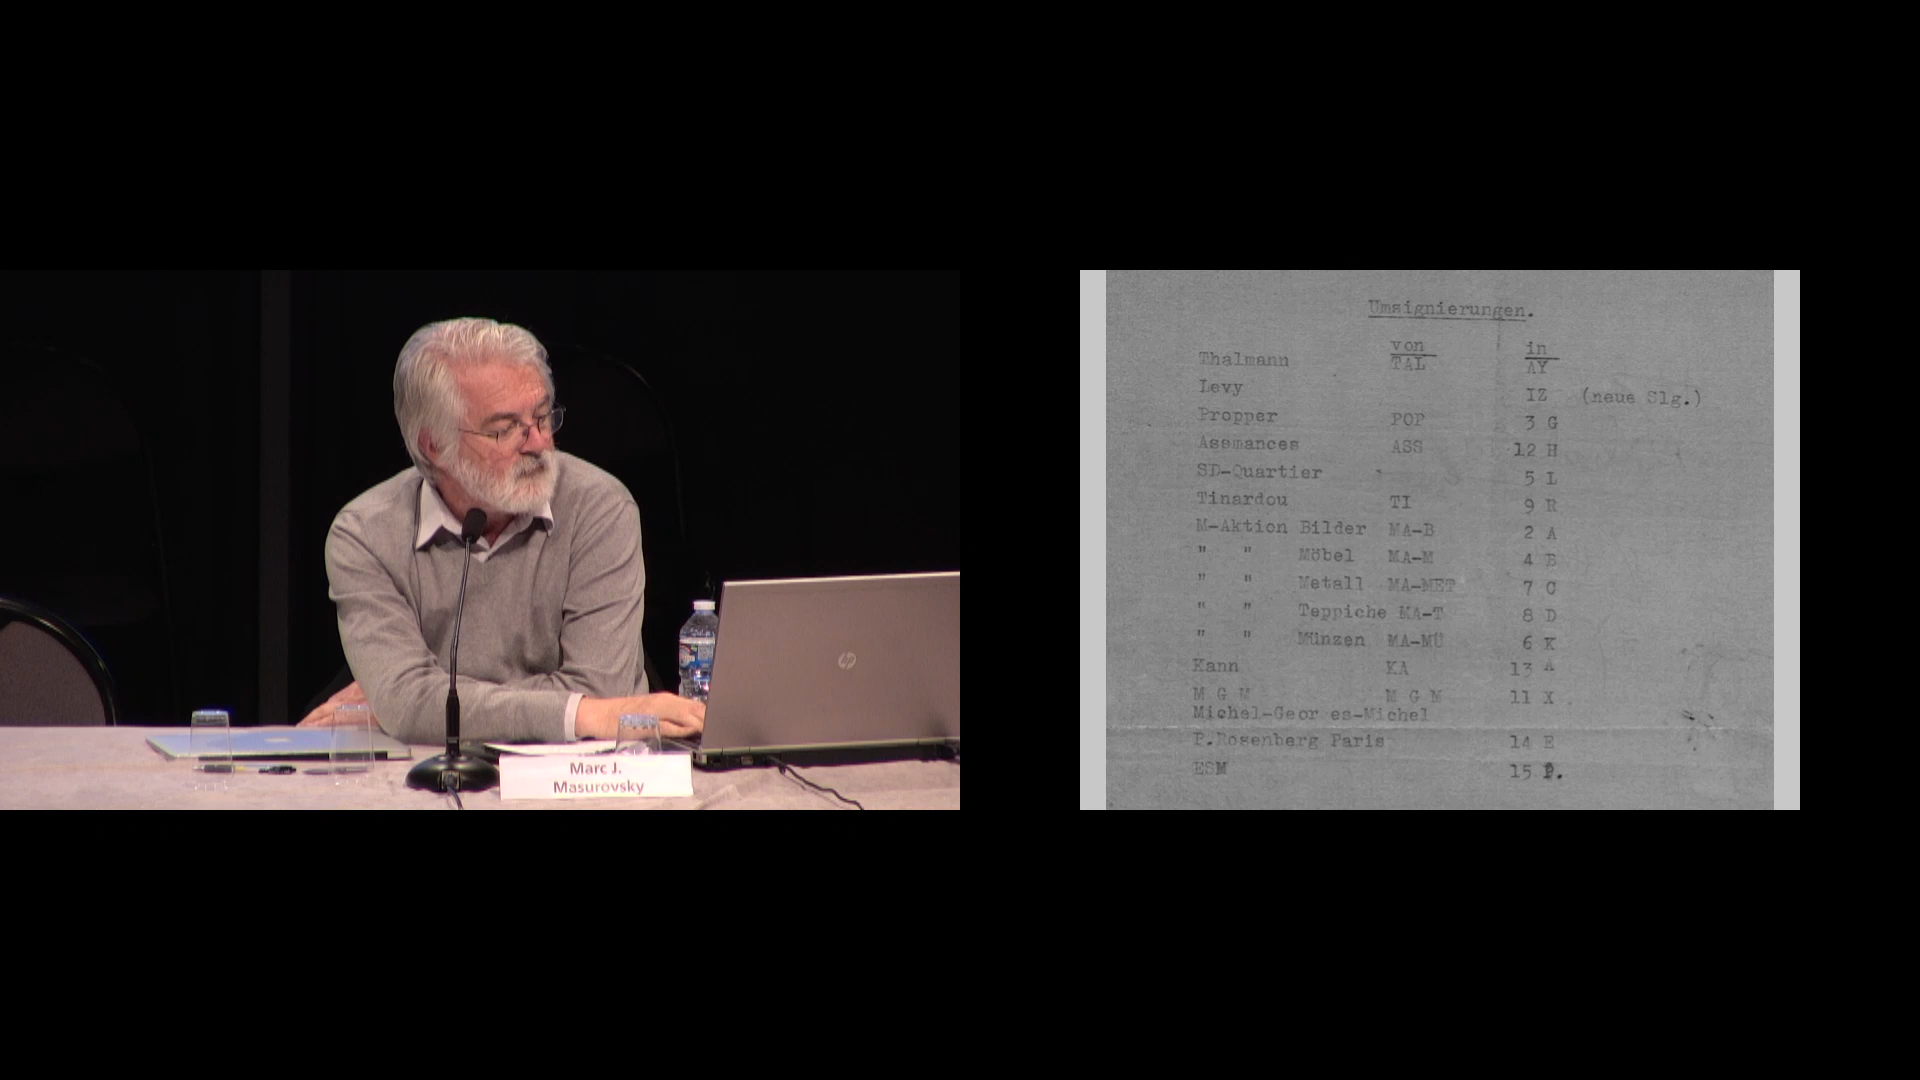 Marc J.
Masurovsky
hp
Umsignierungen.
von in
Thalmann TAL AY
Levy IZ (neue Slg.)
Propper POP 3 G
Assmances ASS 12 H
SD-Quartier 5 L
Tinardou TI 9 R
M-Aktion Bilder MA-B 2 A
" " Möbel MA-M 4 B
" " Metall MA-MET 7 C
" " Teppiche MA-T 8 D
" " Münzen MA-MÜ 6 K
Kann KA 13 A
M G M M G M 11 X
Michel-Geor es-Michel
P.Rosenberg Paris 14 E
ESM 15 P.